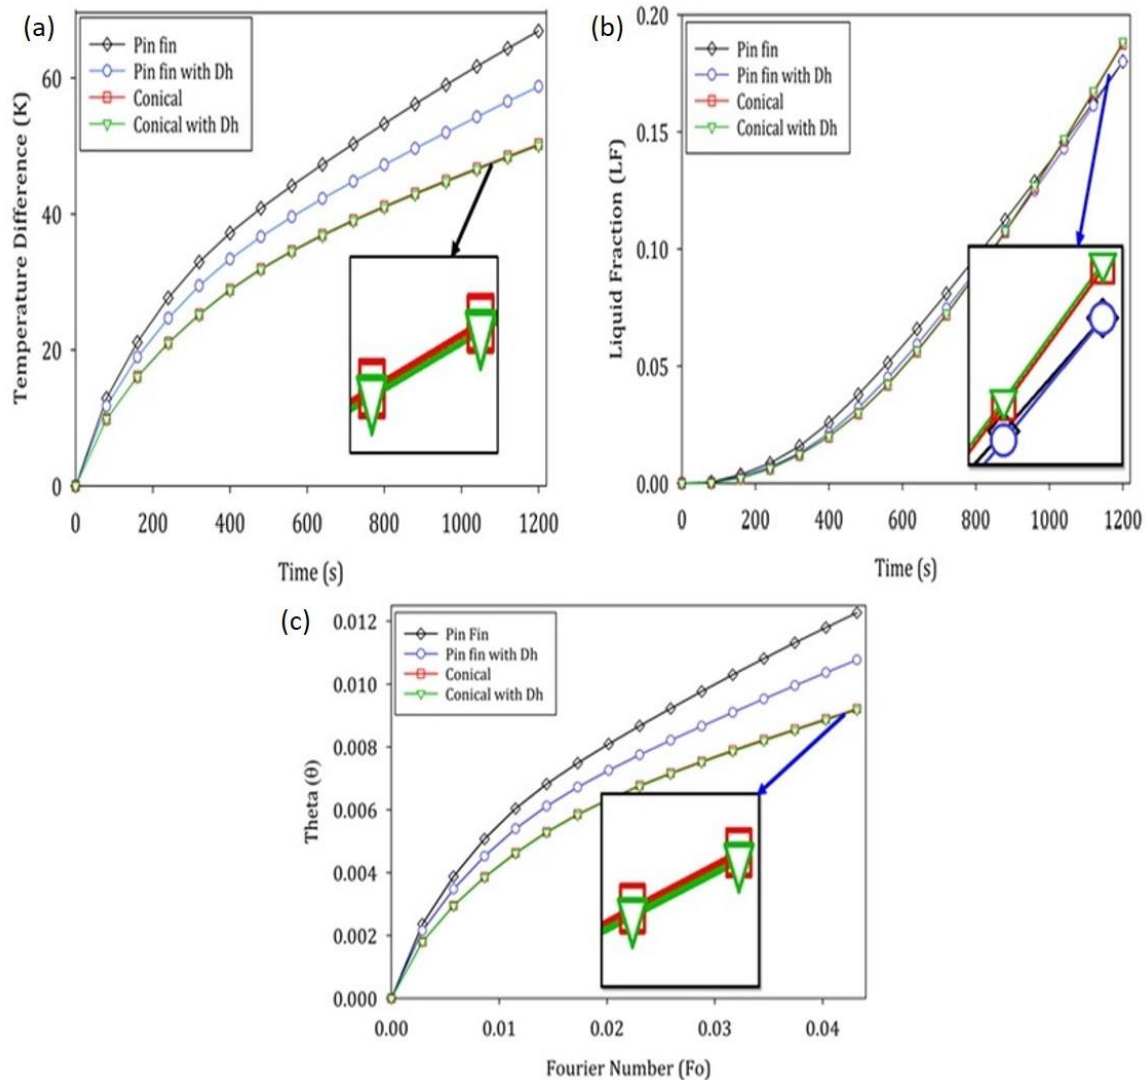 (a)
Pin fin
Pin fin with Dh
Conical
Conical with Dh
Temperature Difference (K)
60
40
20
0
0 200 400 600 800 1000 1200
Time (s)
(b)
Pin fin
Pin fin with Dh
Conical
Conical with Dh
Liquid Fraction (LF)
0.20
0.15
0.10
0.05
0.00
0 200 400 600 800 1000 1200
Time (s)
(c)
Pin Fin
Pin fin with Dh
Conical
Conical with Dh
Theta (θ)
0.012
0.010
0.008
0.006
0.004
0.002
0.000
0.00 0.01 0.02 0.03 0.04
Fourier Number (Fo)